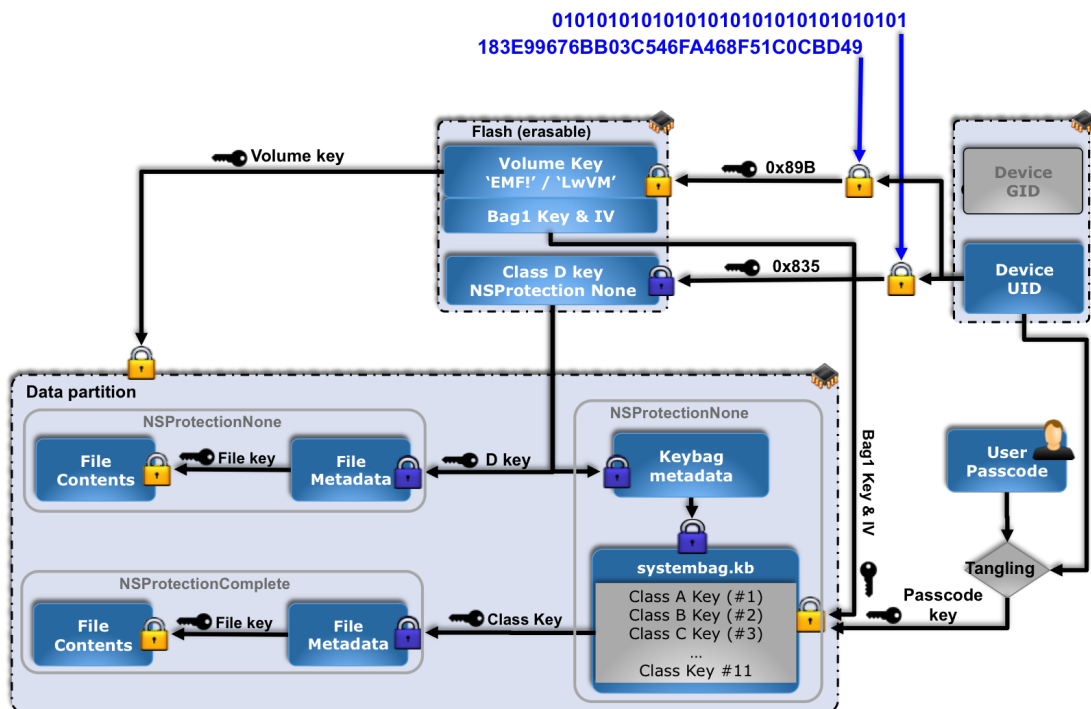 01010101010101010101010101010101
183E99676BB03C546FA468F51C0CBD49
Flash (erasable)
Volume key
Volume Key
‘EMF!’ / ‘LwVM’
0x89B
Device
GID
Bag1 Key & IV
Class D key
NSProtection None
0x835
Device
UID
Data partition
NSProtectionNone
NSProtectionNone
File
Contents
File key
File
Metadata
D key
Keybag
metadata
Bag1 Key & IV
User
Passcode
systembag.kb
Tangling
NSProtectionComplete
Class A Key (#1)
Class B Key (#2)
Class C Key (#3)
…
Class Key #11
Passcode
key
File
Contents
File key
File
Metadata
Class Key